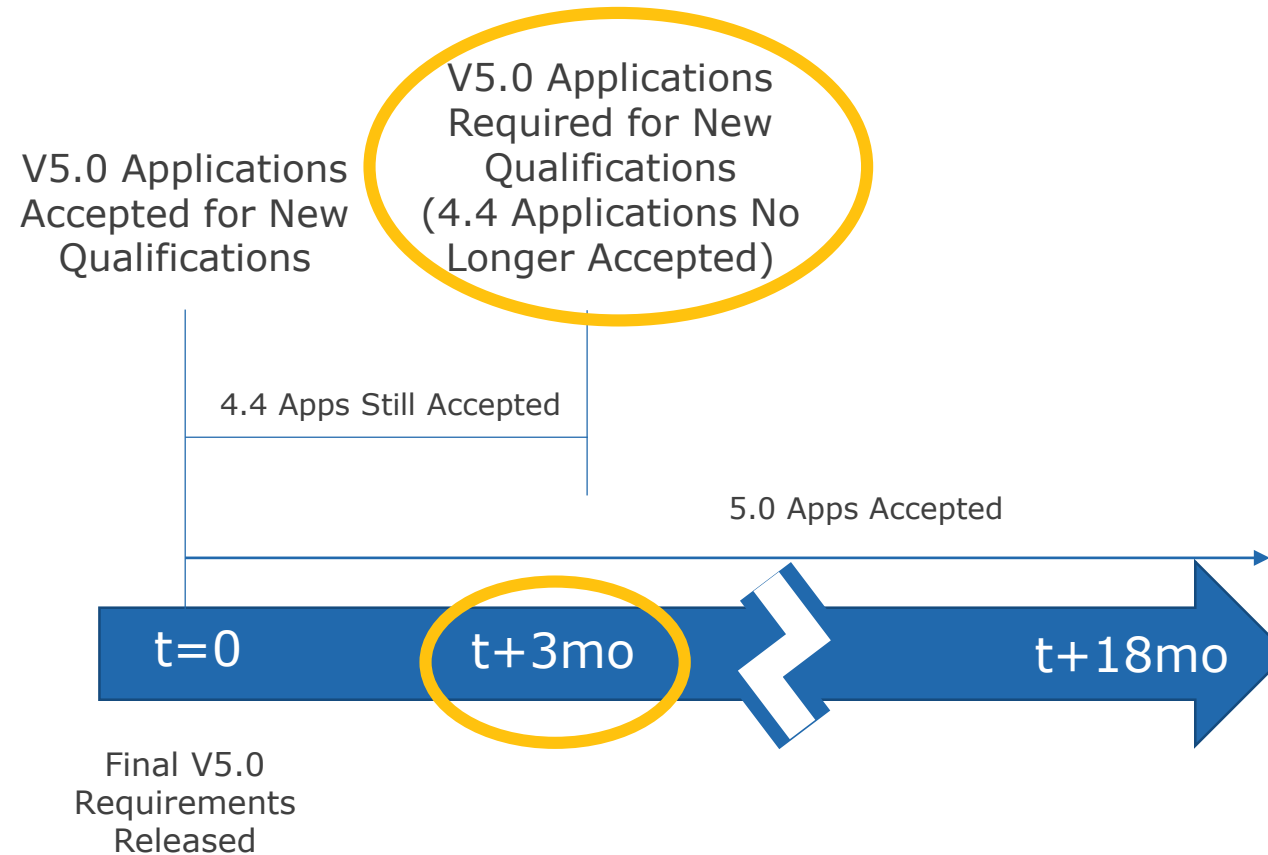 V5.0 Applications
Required for New
Qualifications
(4.4 Applications No
Longer Accepted)
V5.0 Applications
Accepted for New
Qualifications
4.4 Apps Still Accepted
5.0 Apps Accepted
t=0
t+3mo
t+18mo
Final V5.0
Requirements
Released